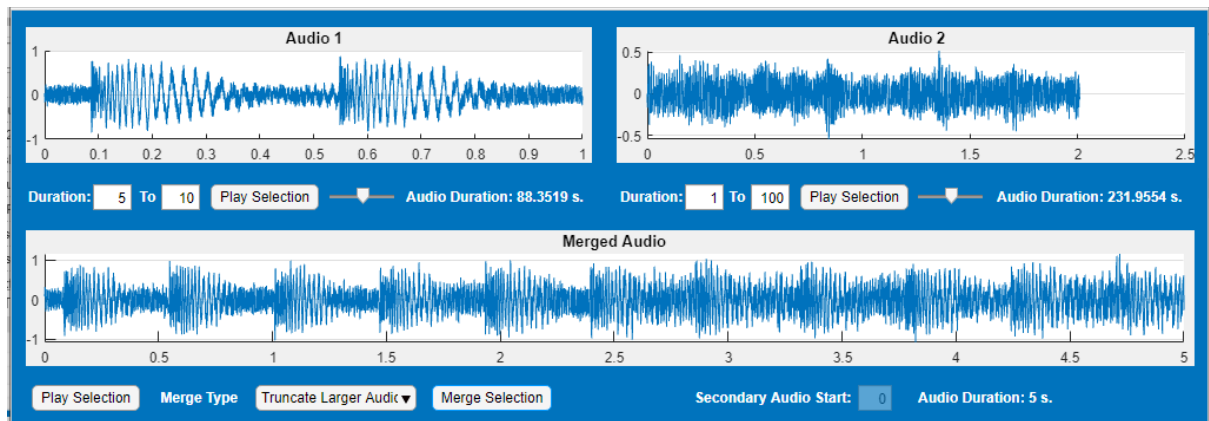 Audio 1
1
0
-1
0 0.1 0.2 0.3 0.4 0.5 0.6 0.7 0.8 0.9 1
Audio 2
0.5
0
-0.5
0 0.5 1 1.5 2 2.5
Duration: 5 To 10 Play Selection Audio Duration: 88.3519 s.
Duration: 1 To 100 Play Selection Audio Duration: 231.9554 s.
Merged Audio
1
0
-1
0 0.5 1 1.5 2 2.5 3 3.5 4 4.5 5
Play Selection Merge Type Truncate Larger Audic Merge Selection Secondary Audio Start: 0 Audio Duration: 5 s.